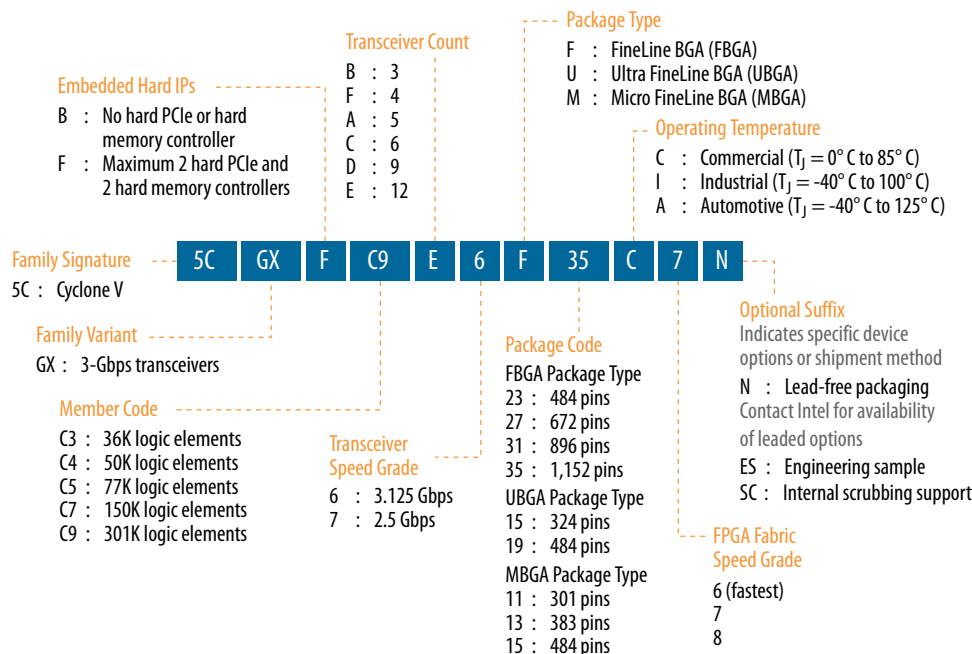 Package Type
F : FineLine BGA (FBGA)
U : Ultra FineLine BGA (UBGA)
M : Micro FineLine BGA (MBGA)
Transceiver Count
B : 3
F : 4
A : 5
C : 6
D : 9
E : 12
Embedded Hard IPs
B : No hard PCIe or hard
memory controller
F : Maximum 2 hard PCIe and
2 hard memory controllers
Operating Temperature
C : Commercial (TJ = 0° C to 85° C)
I : Industrial (TJ = -40° C to 100° C)
A : Automotive (TJ = -40° C to 125° C)
5C GX F C9 E 6 F 35 C 7 N
Family Signature
5C : Cyclone V
Family Variant
GX : 3-Gbps transceivers
Member Code
C3 : 36K logic elements
C4 : 50K logic elements
C5 : 77K logic elements
C7 : 150K logic elements
C9 : 301K logic elements
Transceiver
Speed Grade
6 : 3.125 Gbps
7 : 2.5 Gbps
Package Code
FBGA Package Type
23 : 484 pins
27 : 672 pins
31 : 896 pins
35 : 1,152 pins
UBGA Package Type
15 : 324 pins
19 : 484 pins
MBGA Package Type
11 : 301 pins
13 : 383 pins
15 : 484 pins
Optional Suffix
Indicates specific device
options or shipment method
N : Lead-free packaging
Contact Intel for availability
of leaded options
ES : Engineering sample
SC : Internal scrubbing support
FPGA Fabric
Speed Grade
6 (fastest)
7
8